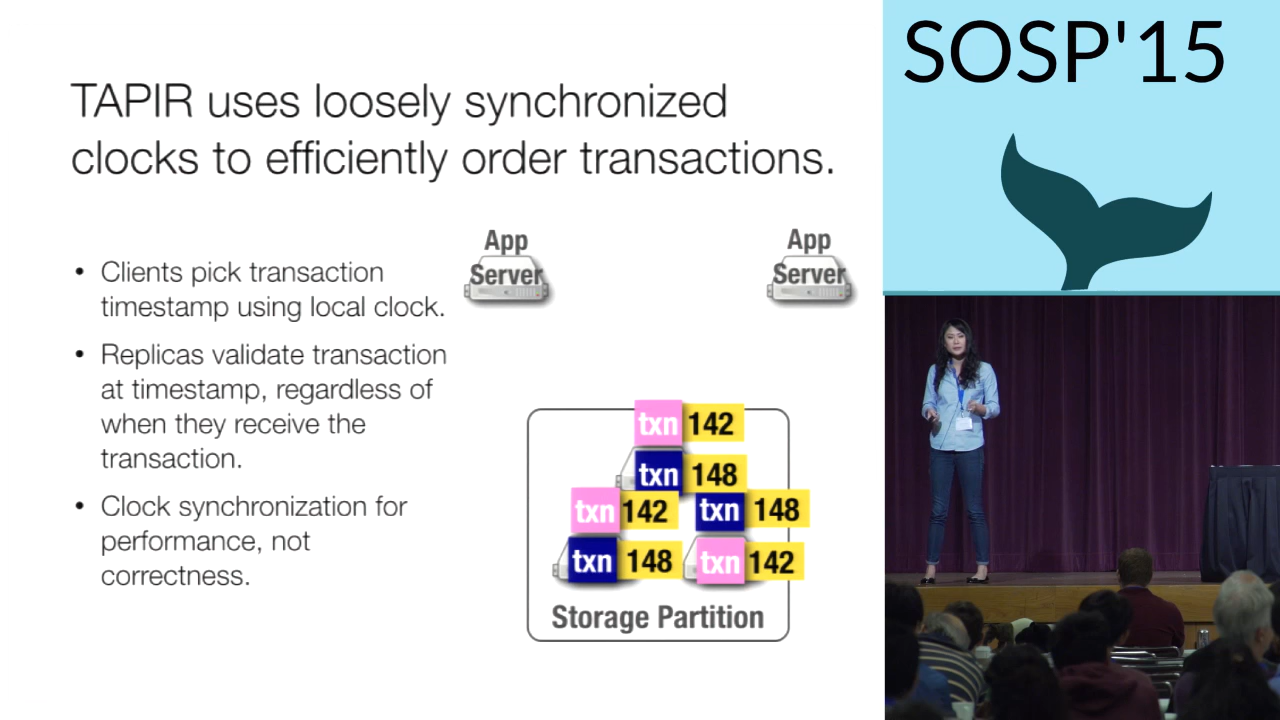 TAPIR uses loosely synchronized
clocks to efficiently order transactions.
• Clients pick transaction
timestamp using local clock.
• Replicas validate transaction
at timestamp, regardless of
when they receive the
transaction.
• Clock synchronization for
performance, not
correctness.
App
Server
App
Server
txn 142
txn 148
txn 142
txn 148
txn 148
txn 142
Storage Partition
SOSP'15